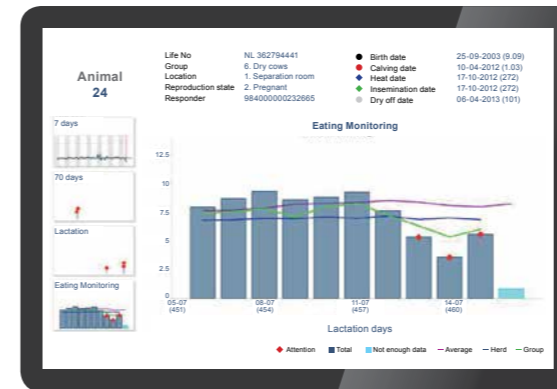 Animal
24
Life No NL 362794441
Group 6. Dry cows
Location 1. Separation room
Reproduction state 2. Pregnant
Responder 984000000232665
Birth date 25-09-2003 (9.09)
Calving date 10-04-2012 (1.03)
Heat date 17-10-2012 (272)
Insemination date 17-10-2012 (272)
Dry off date 06-04-2013 (101)
7 days
70 days
Lactation
Eating Monitoring
Eating Monitoring
12.5
10
7.5
5
2.5
0
05-07 08-07 11-07 14-07
(451) (454) (457) (460)
Lactation days
Attention Total Not enough data Average Herd Group